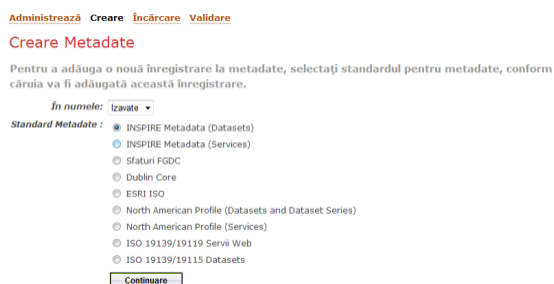 Administrează Creare Încărcare Validare
Creare Metadate
Pentru a adăuga o nouă înregistrare la metadate, selectaţi standardul pentru metadate, conform
căruia va fi adăugată această înregistrare.
În numele: Izavate
Standard Metadate : INSPIRE Metadata (Datasets)
INSPIRE Metadata (Services)
Sfaturi FGDC
Dublin Core
ESRI ISO
North American Profile (Datasets and Dataset Series)
North American Profile (Services)
ISO 19139/19119 Servii Web
ISO 19139/19115 Datasets
Continuare